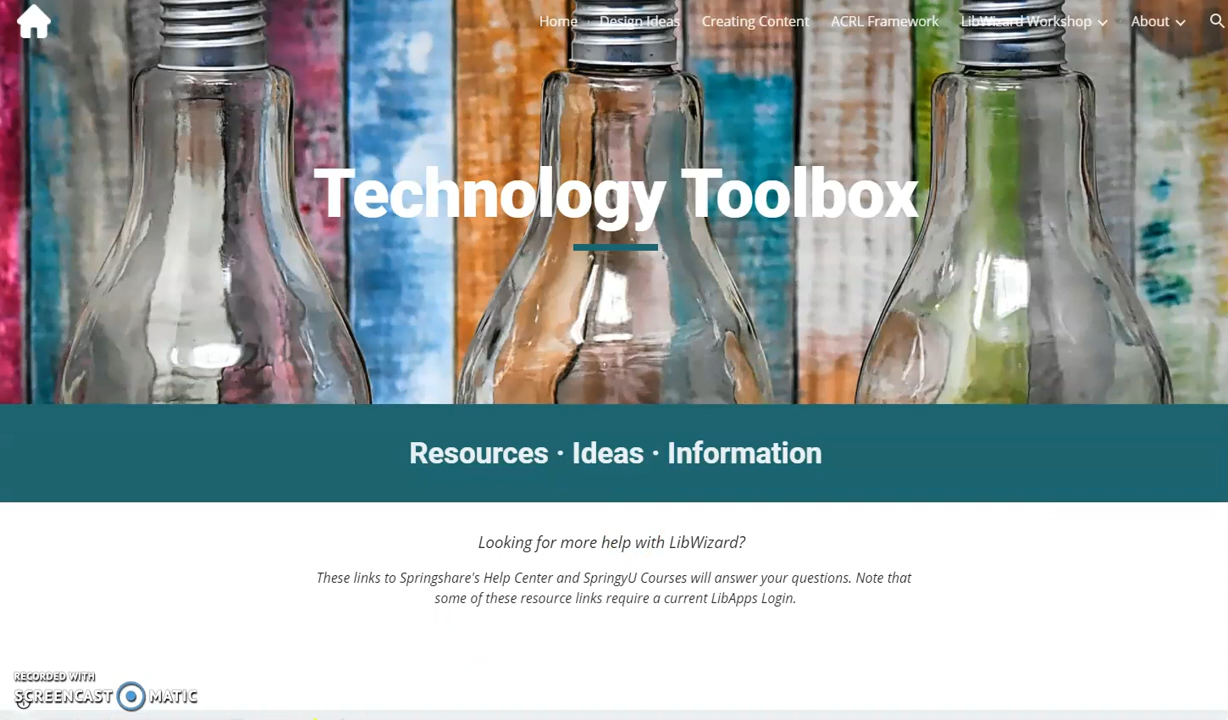 Home Design Ideas Creating Content ACRL Framework LibWizard Workshop About
Technology Toolbox
Resources · Ideas · Information
Looking for more help with LibWizard?
These links to Springshare's Help Center and SpringyU Courses will answer your questions. Note that
some of these resource links require a current LibApps Login.
RECORDED WITH
SCREENCAST MATIC